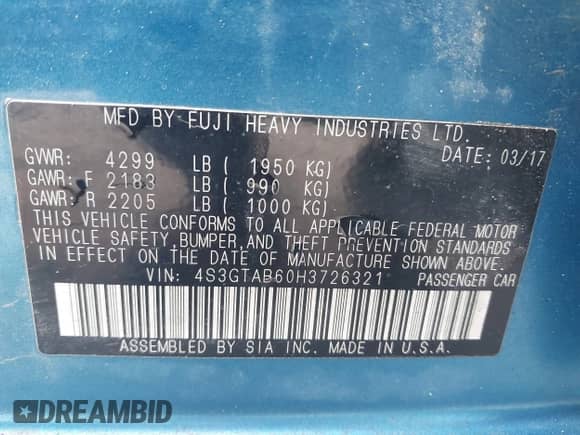 MFD BY FUJI HEAVY INDUSTRIES LTD.
GVWR: 4299 LB ( 1950 KG) DATE: 03/17
GAWR: F 2183 LB ( 990 KG)
GAWR: R 2205 LB ( 1000 KG)
THIS VEHICLE CONFORMS TO ALL APPLICABLE FEDERAL MOTOR
VEHICLE SAFETY, BUMPER, AND THEFT PREVENTION STANDARDS
IN EFFECT ON THE DATE OF MANUFACTURE SHOWN ABOVE.
VIN: 4S3GTAB60H3726321 PASSENGER CAR
ASSEMBLED BY SIA INC. MADE IN U.S.A.
DREAMBID